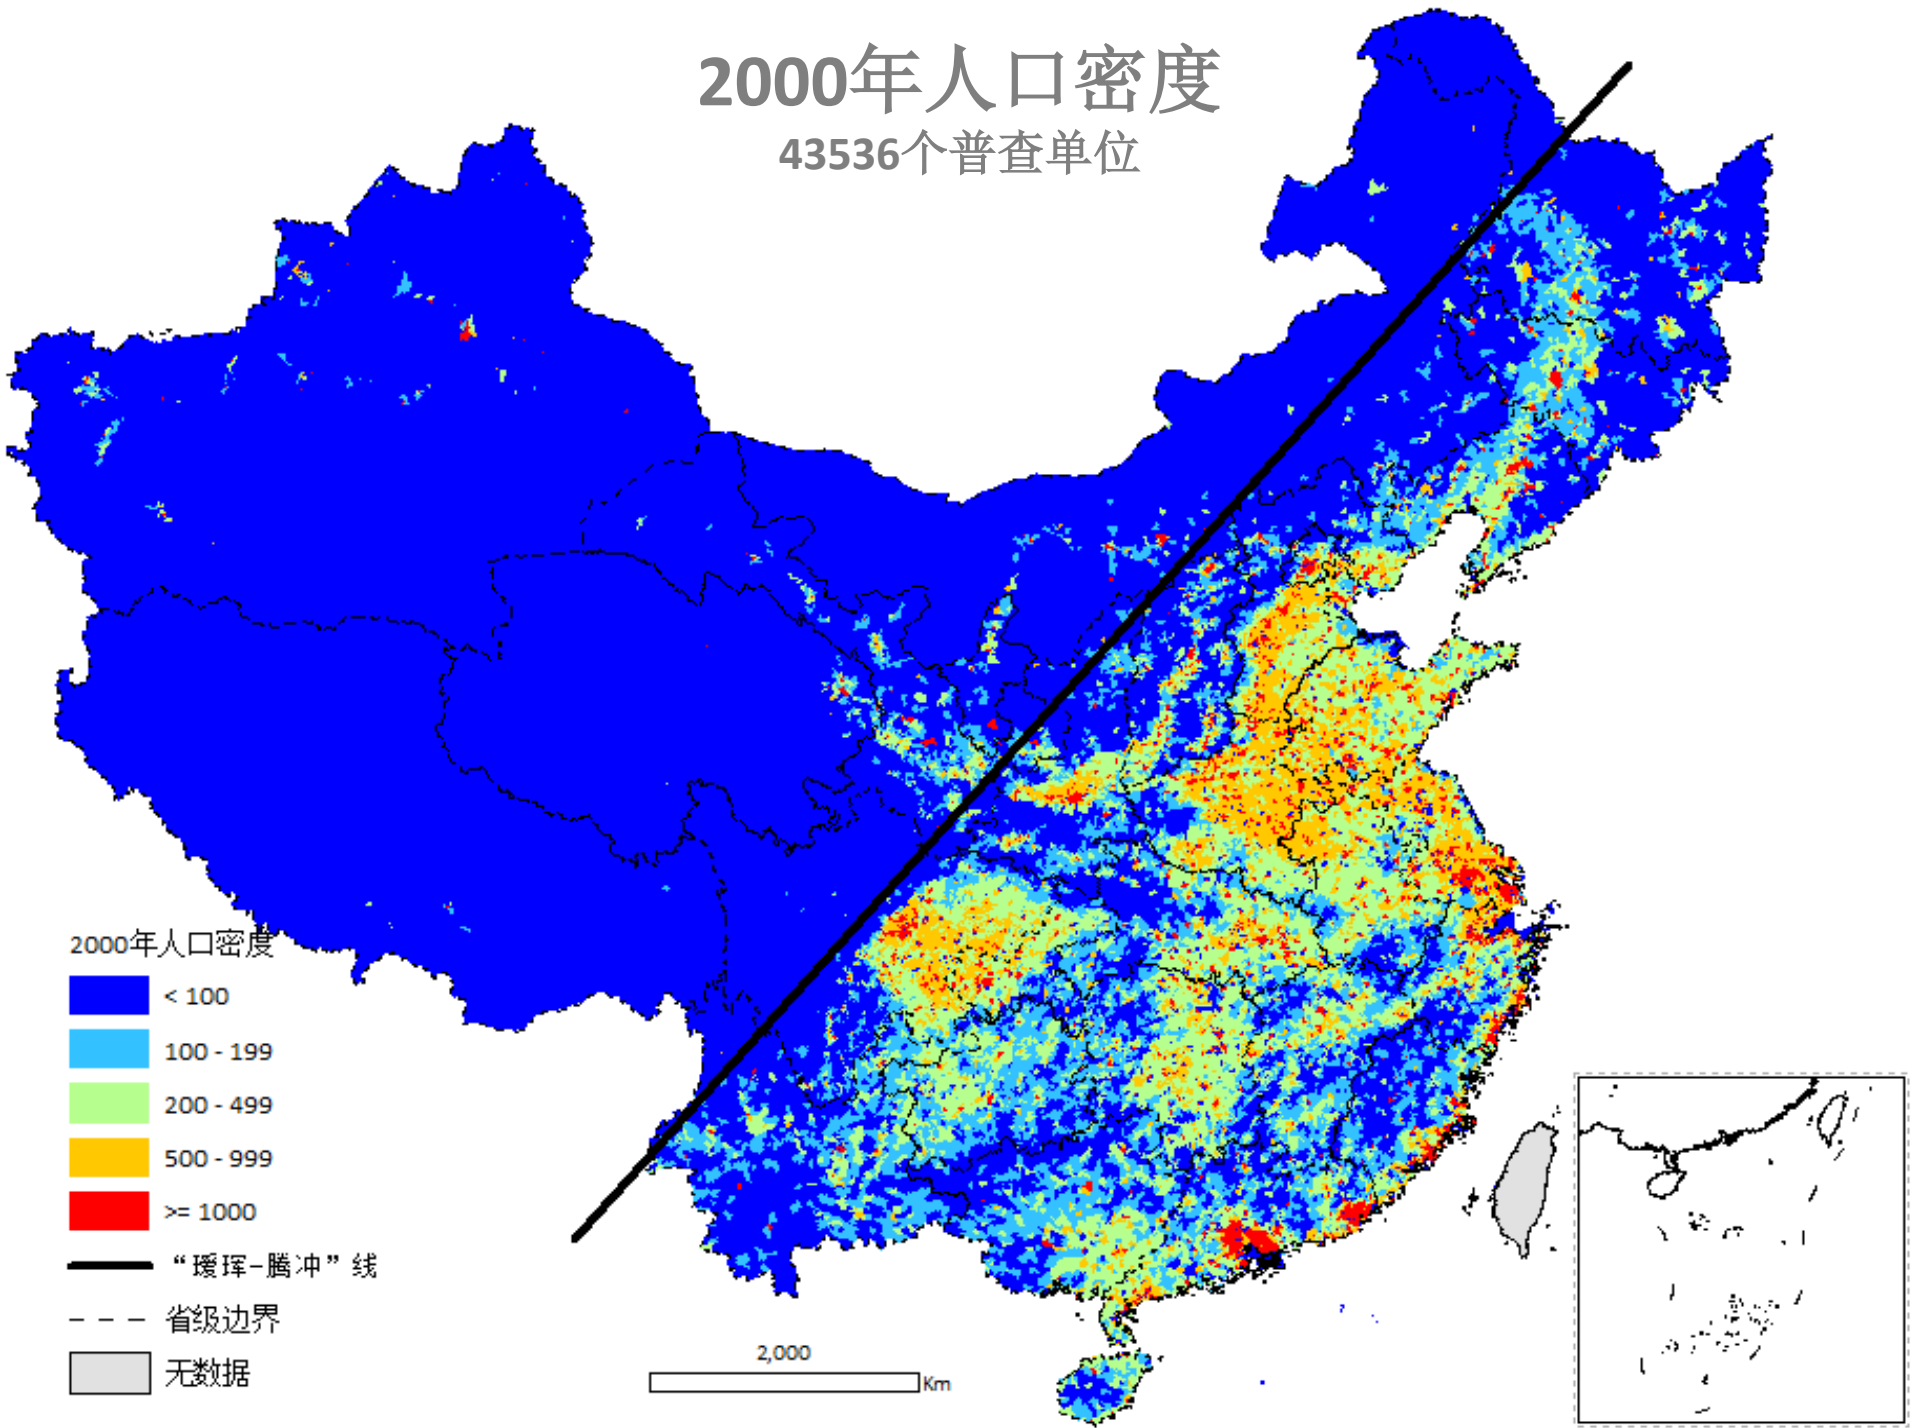 2000年人口密度
43536个普查单位
2000年人口密度
< 100
100 - 199
200 - 499
500 - 999
>= 1000
“瑷珲-腾冲”线
省级边界
无数据
2,000
Km